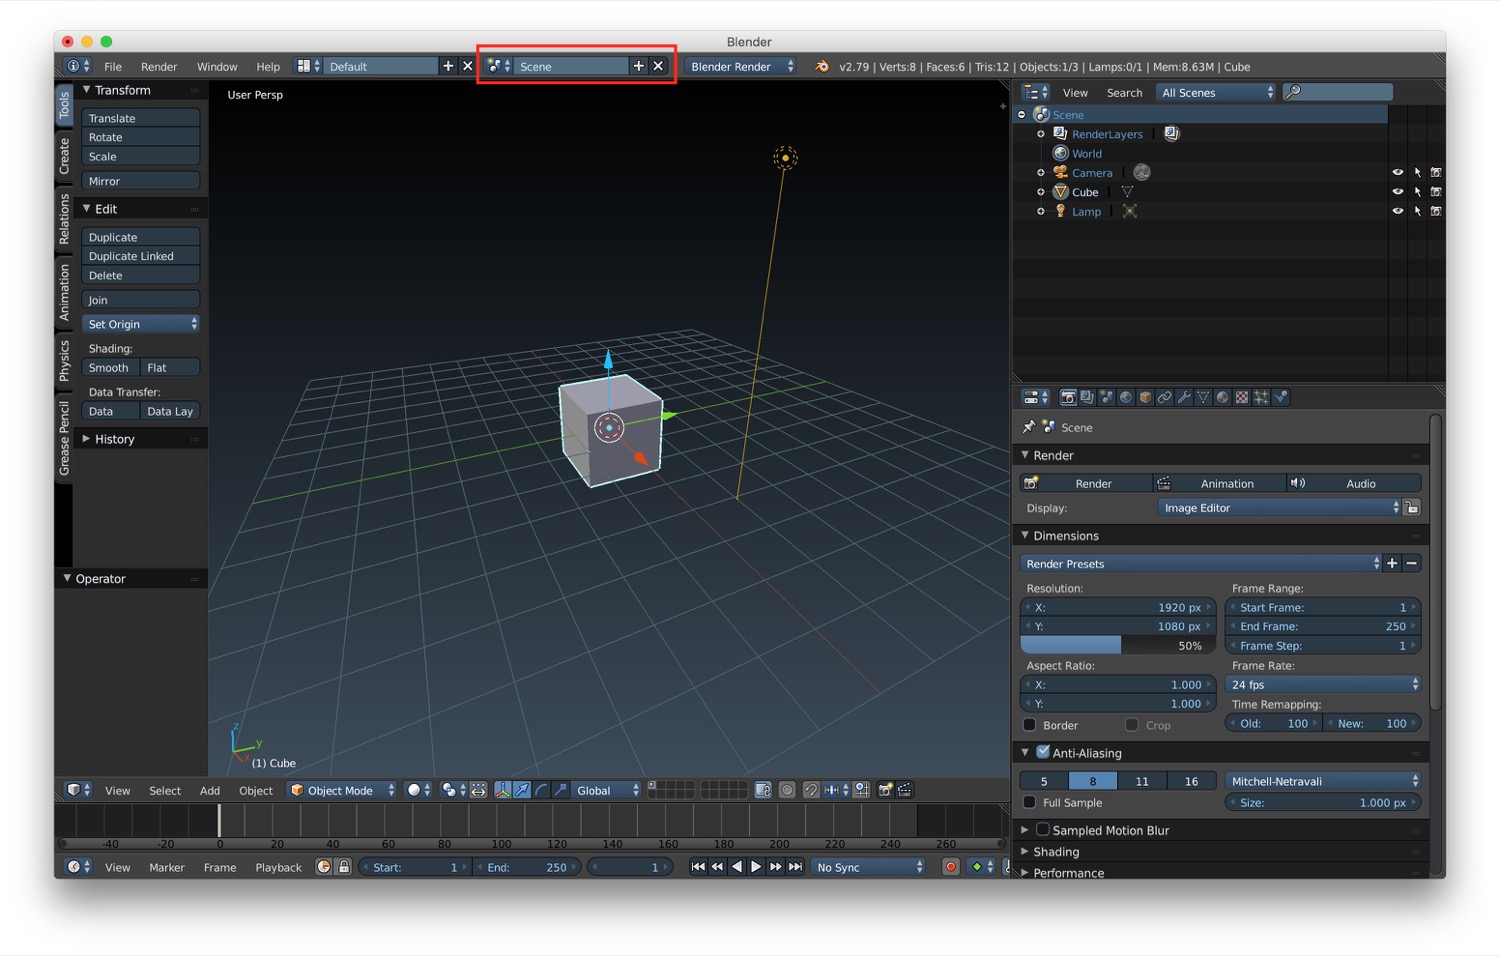 Blender
File Render Window Help Default Scene Blender Render v2.79 | Verts:8 | Faces:6 | Tris:12 | Objects:1/3 | Lamps:0/1 | Mem:8.63M | Cube
Tools
Create
Relations
Animation
Physics
Grease Pencil
Transform
Translate
Rotate
Scale
Mirror
Edit
Duplicate
Duplicate Linked
Delete
Join
Set Origin
Shading:
Smooth Flat
Data Transfer:
Data Data Lay
History
Operator
User Persp
z
y
x
(1) Cube
View Select Add Object Object Mode Global
-40 -20 0 20 40 60 80 100 120 140 160 180 200 220 240 260
View Marker Frame Playback Start: 1 End: 250 1 No Sync
View Search All Scenes
Scene
RenderLayers
World
Camera
Cube
Lamp
Scene
Render
Render Animation Audio
Display: Image Editor
Dimensions
Render Presets
Resolution: Frame Range:
X: 1920 px Start Frame: 1
Y: 1080 px End Frame: 250
50% Frame Step: 1
Aspect Ratio: Frame Rate:
X: 1.000 24 fps
Y: 1.000 Time Remapping:
Border Crop Old: 100 New: 100
Anti-Aliasing
5 8 11 16 Mitchell-Netravali
Full Sample Size: 1.000 px
Sampled Motion Blur
Shading
Performance